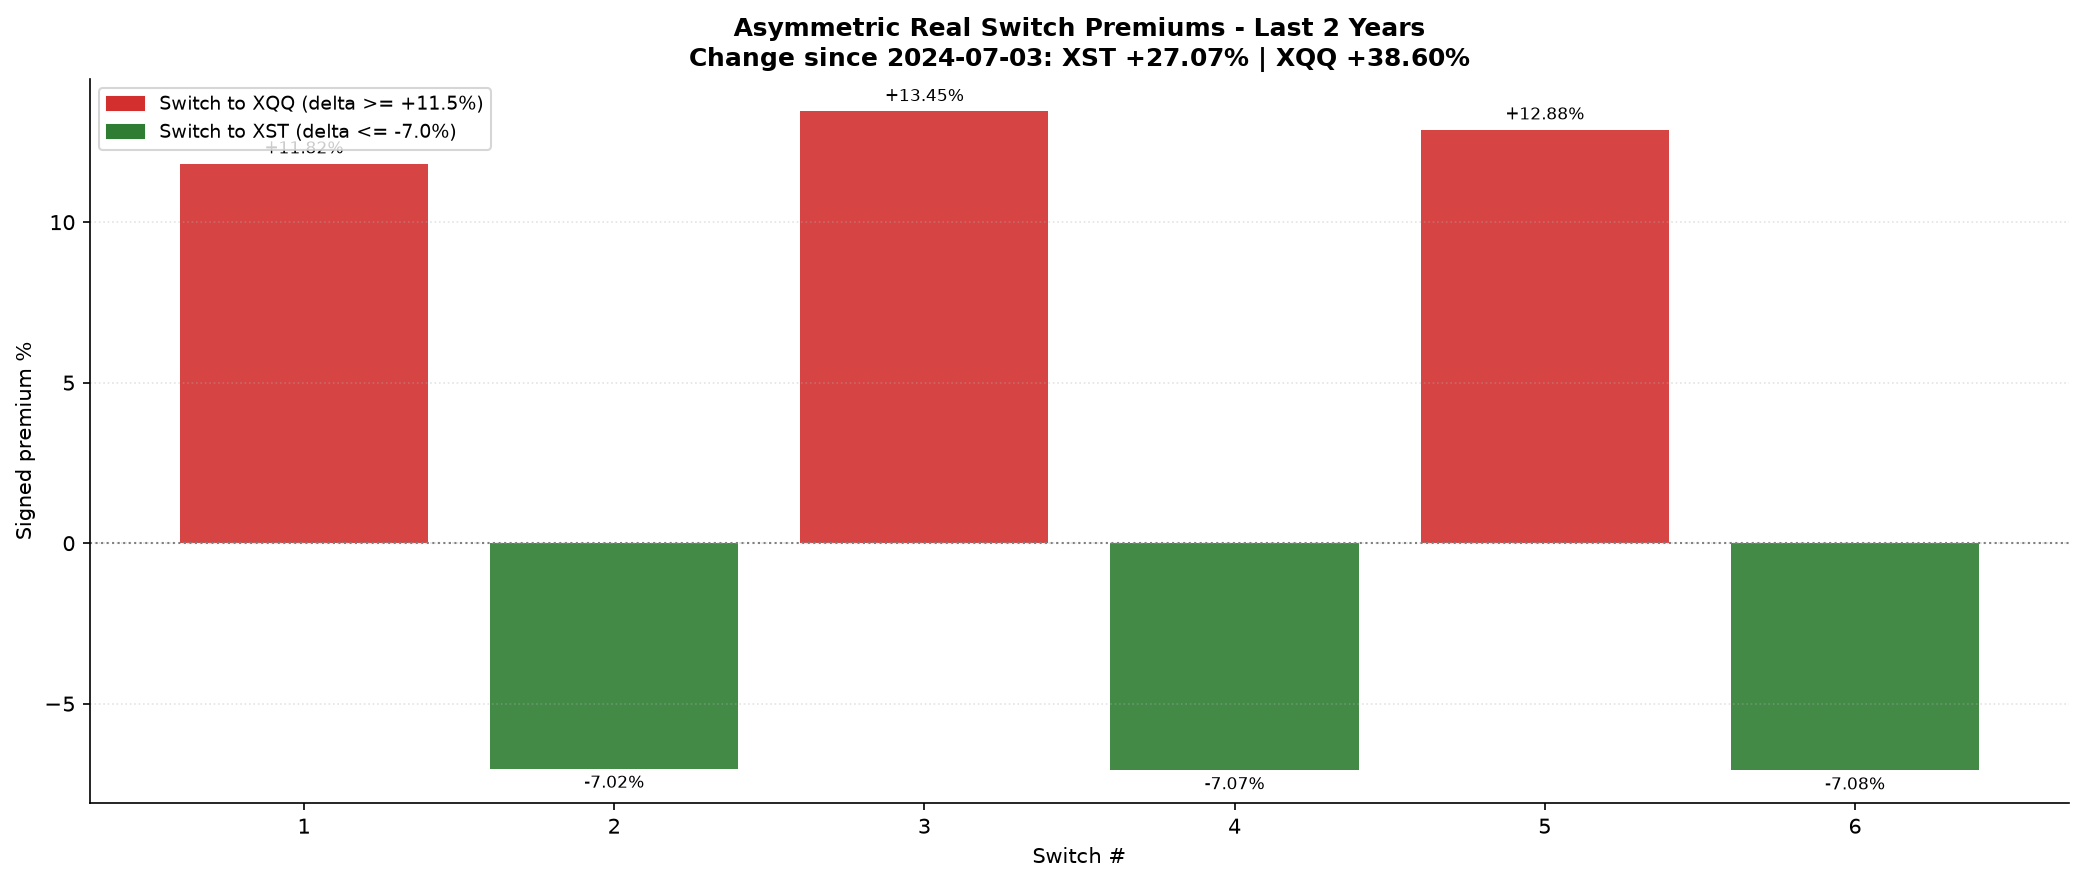 Asymmetric Real Switch Premiums - Last 2 Years
Change since 2024-07-03: XST +27.07% | XQQ +38.60%
Switch to XQQ (delta >= +11.5%)
Switch to XST (delta <= -7.0%)
+11.82%
+13.45%
+12.88%
10
5
0
−5
Signed premium %
-7.02%
-7.07%
-7.08%
1 2 3 4 5 6
Switch #